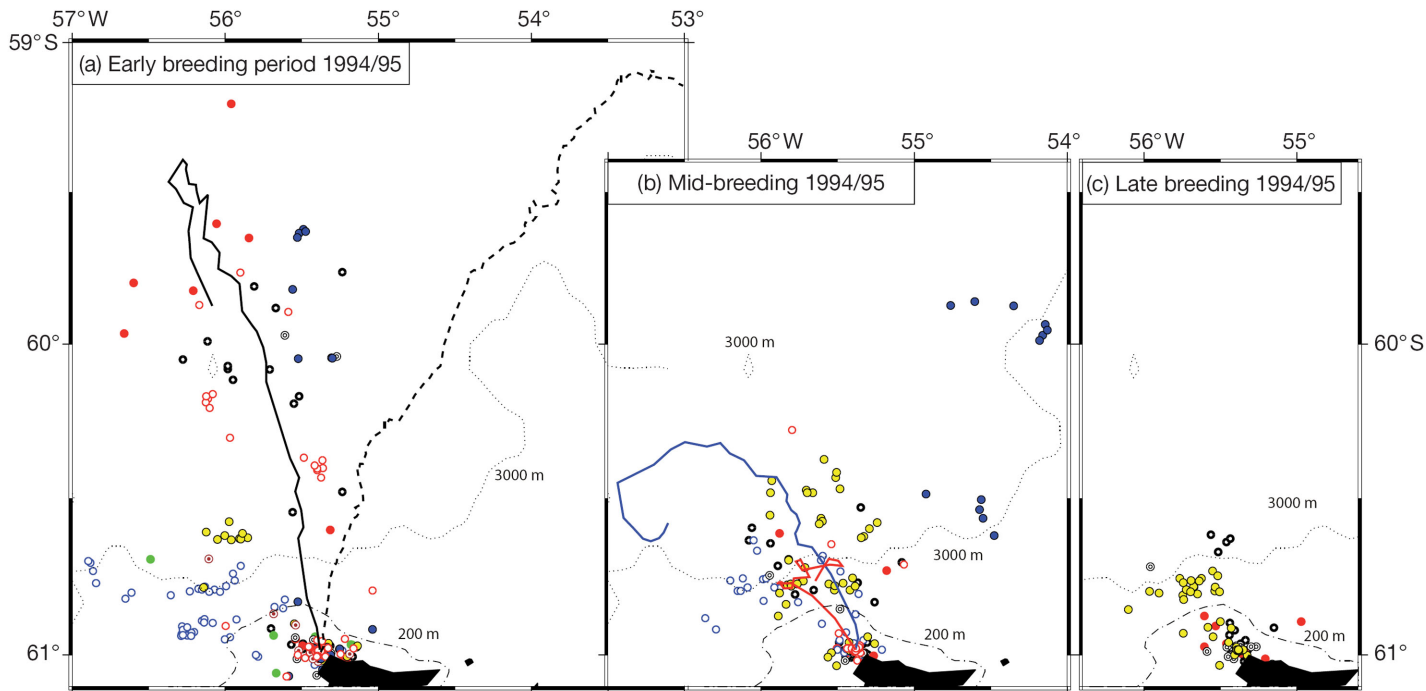 57°W 56° 55° 54° 53°
59°S
(a) Early breeding period 1994/95
56°W 55° 54°
56°W 55°
(b) Mid-breeding 1994/95
(c) Late breeding 1994/95
60°
3000 m
60°S
3000 m
3000 m
3000 m
200 m
200 m
200 m
61°
61°